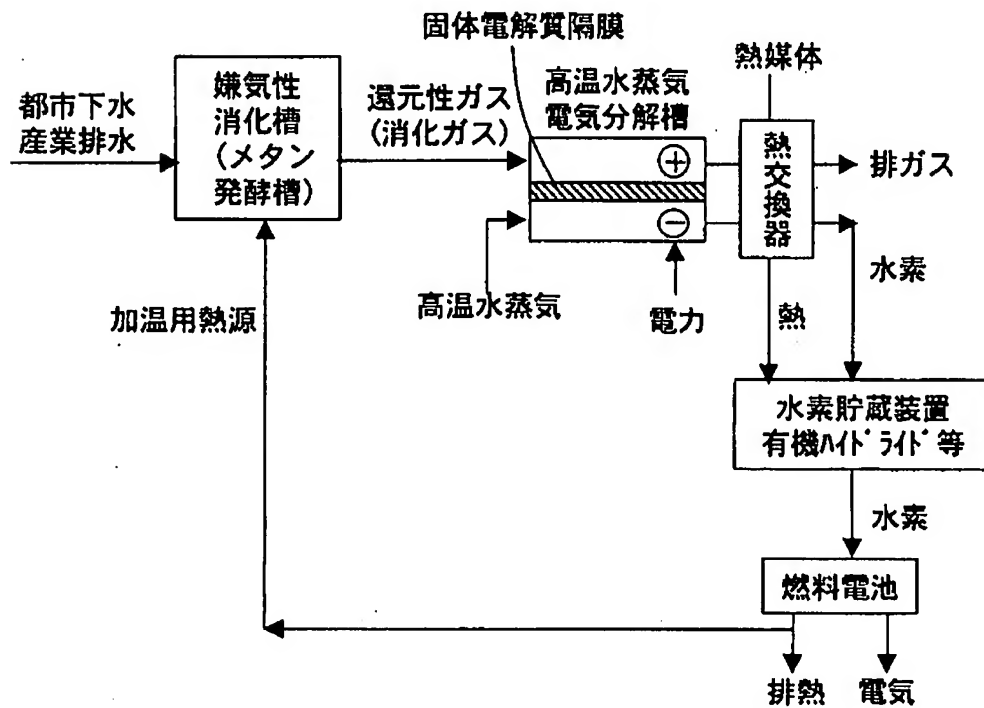 固体電解質隔膜
都市下水
産業排水
嫌気性
消化槽
(メタン
発酵槽)
還元性ガス
(消化ガス)
高温水蒸気
電気分解槽
熱媒体
⊕
⊖
熱交換器
排ガス
水素
高温水蒸気
電力
熱
加温用熱源
水素貯蔵装置
有機ﾊｲﾄﾞﾗｲﾄﾞ等
水素
燃料電池
排熱
電気